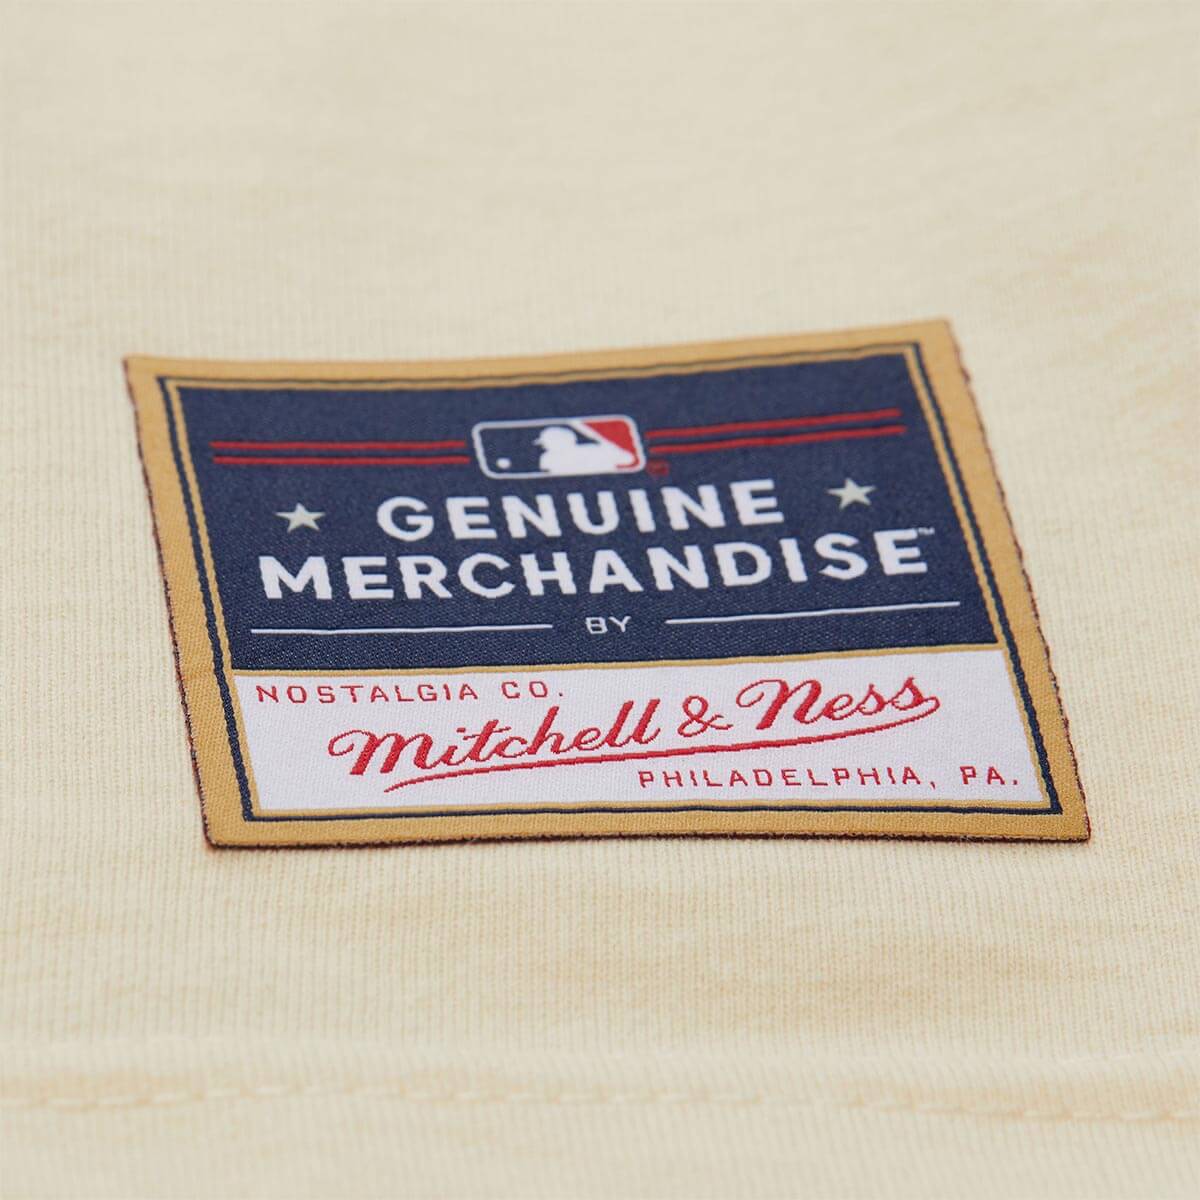 GENUINE
MERCHANDISE™
BY
NOSTALGIA CO.
Mitchell & Ness
PHILADELPHIA, PA.